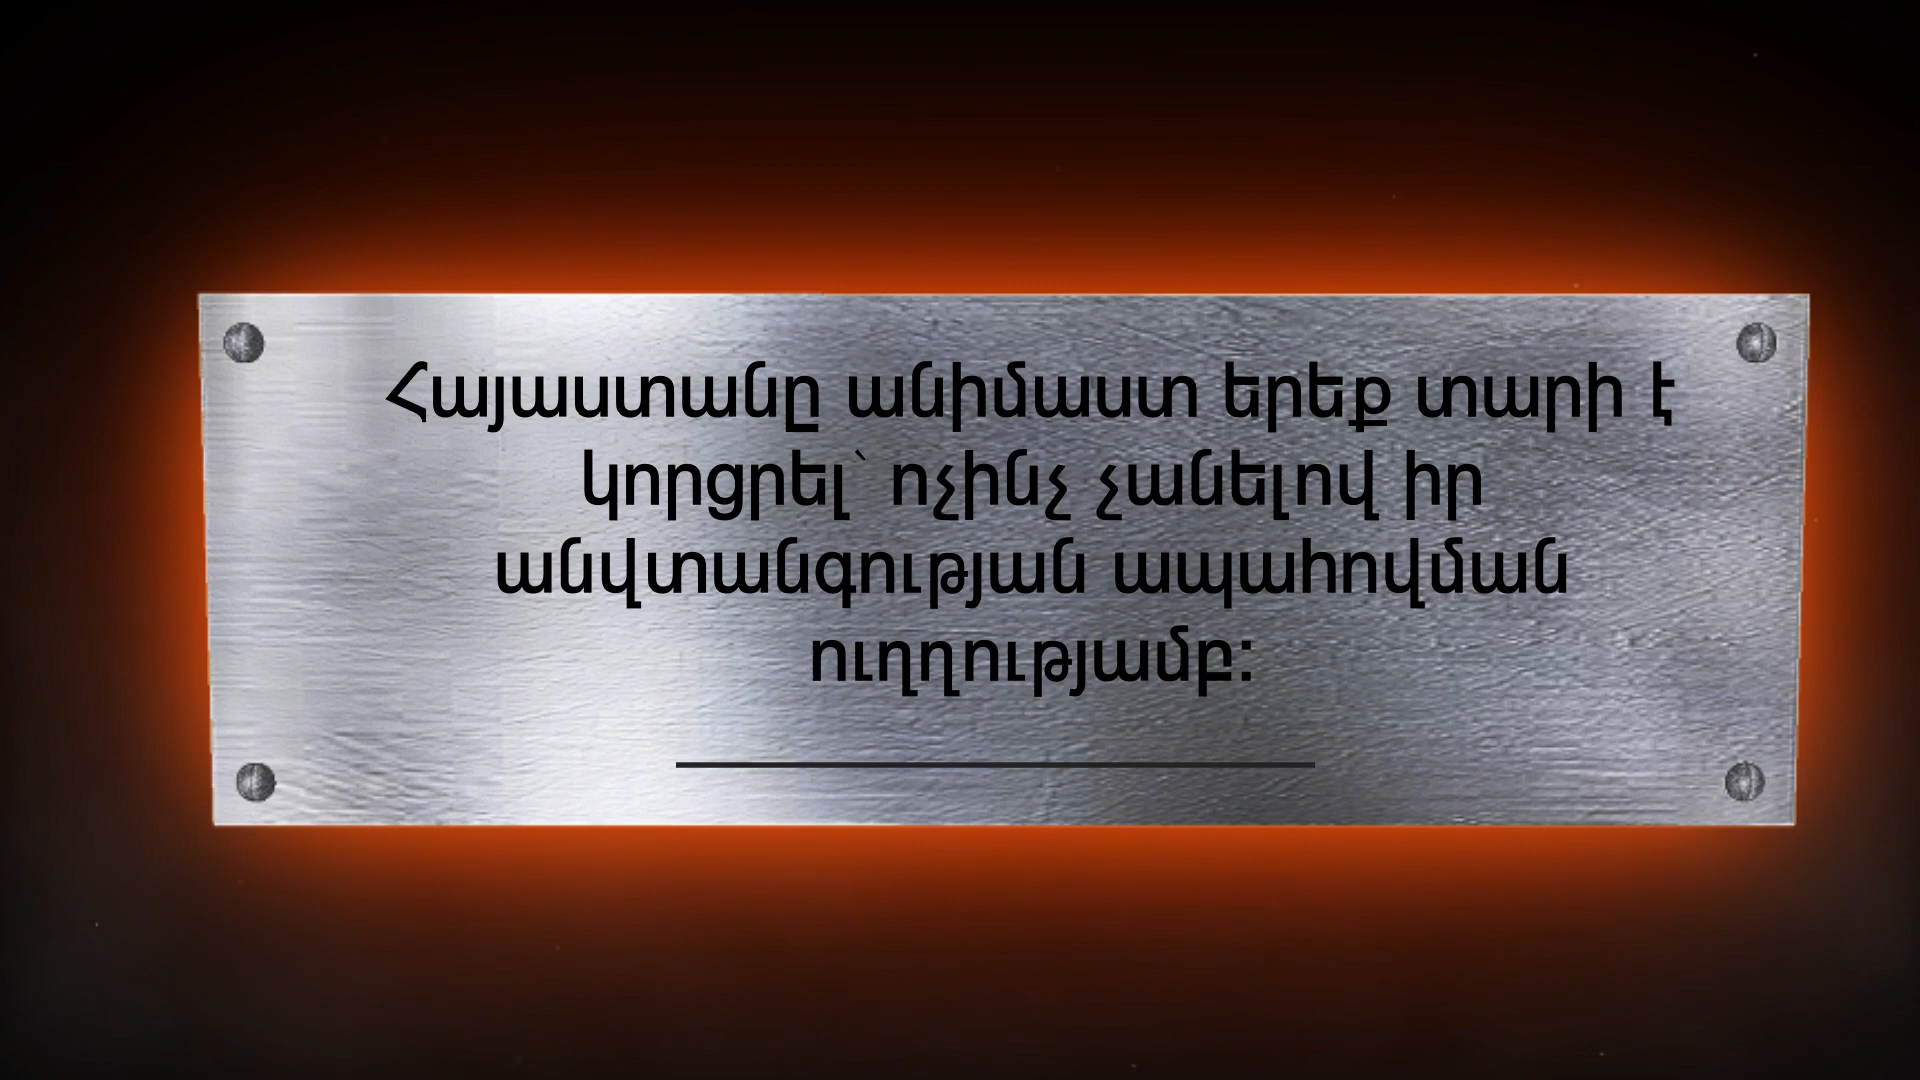 Հայաստանը անիմաստ երեք տարի է
կորցրել՝ ոչինչ չանելով իր
անվտանգության ապահովման
ուղղությամբ: